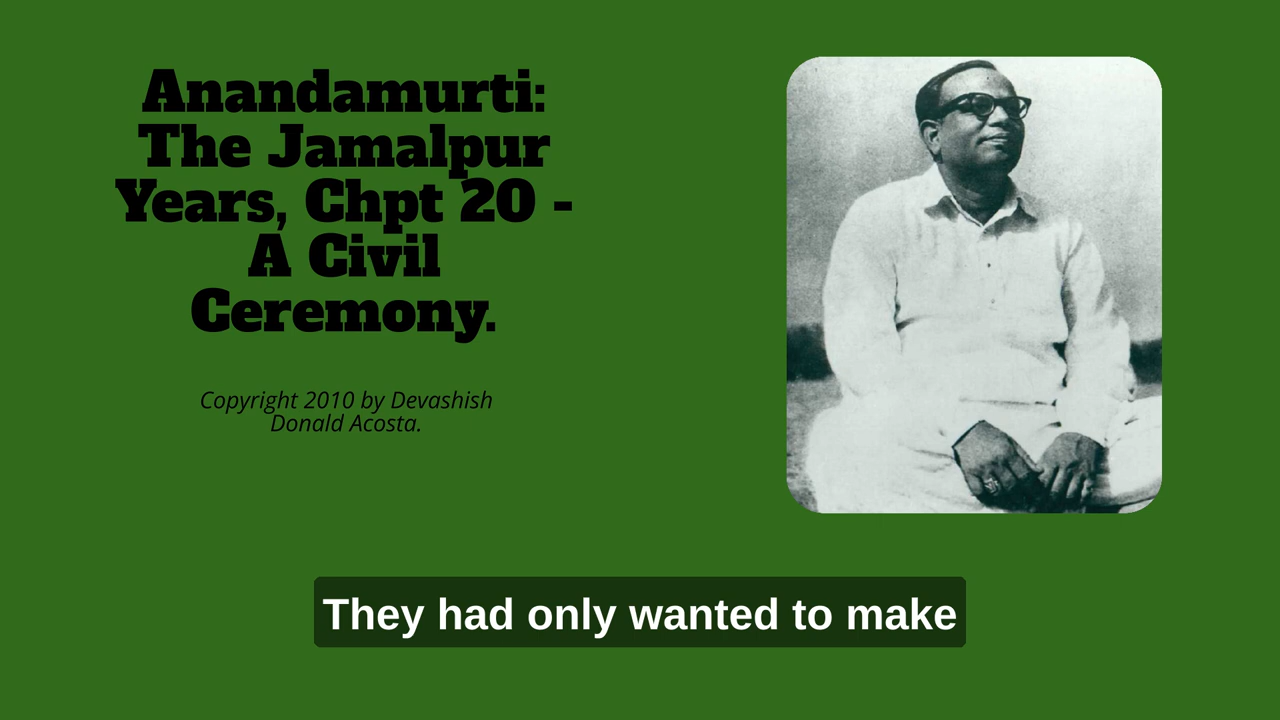 Anandamurti:
The Jamalpur
Years, Chpt 20 -
A Civil
Ceremony.
Copyright 2010 by Devashish
Donald Acosta.
They had only wanted to make